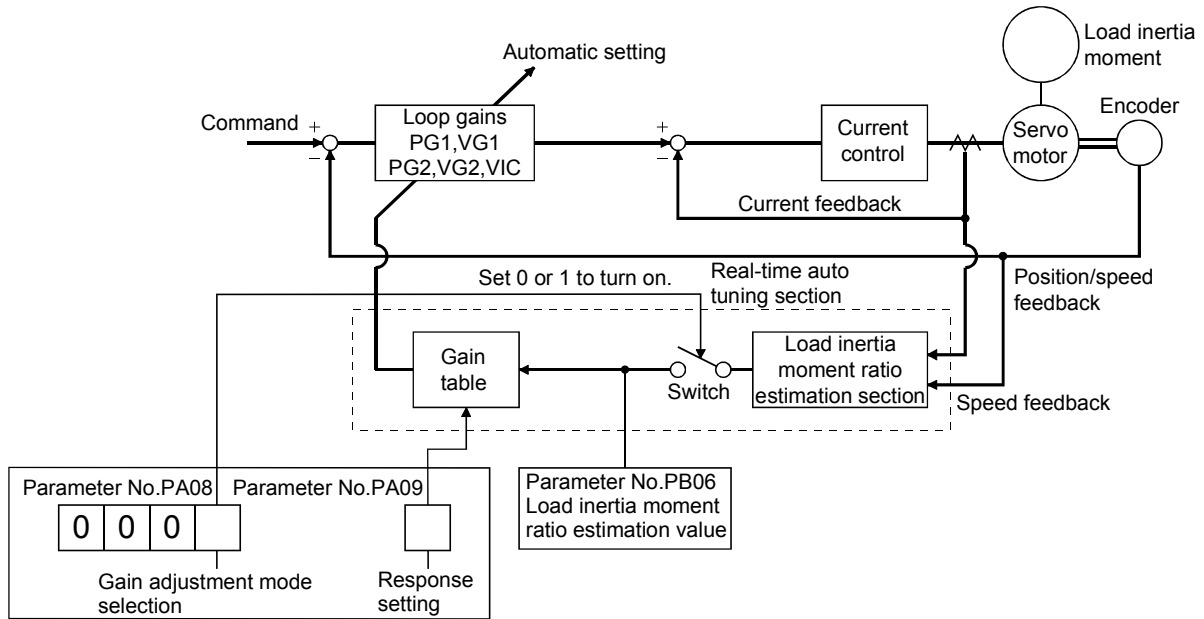 Automatic setting
Load inertia
moment
Command
+
−
Loop gains
PG1,VG1
PG2,VG2,VIC
+
−
Current
control
Servo
motor
Encoder
Current feedback
Set 0 or 1 to turn on.
Real-time auto
tuning section
Position/speed
feedback
Gain
table
Switch
Load inertia
moment ratio
estimation section
Speed feedback
Parameter No.PA08
Parameter No.PA09
0 0 0
Gain adjustment mode
selection
Response
setting
Parameter No.PB06
Load inertia moment
ratio estimation value